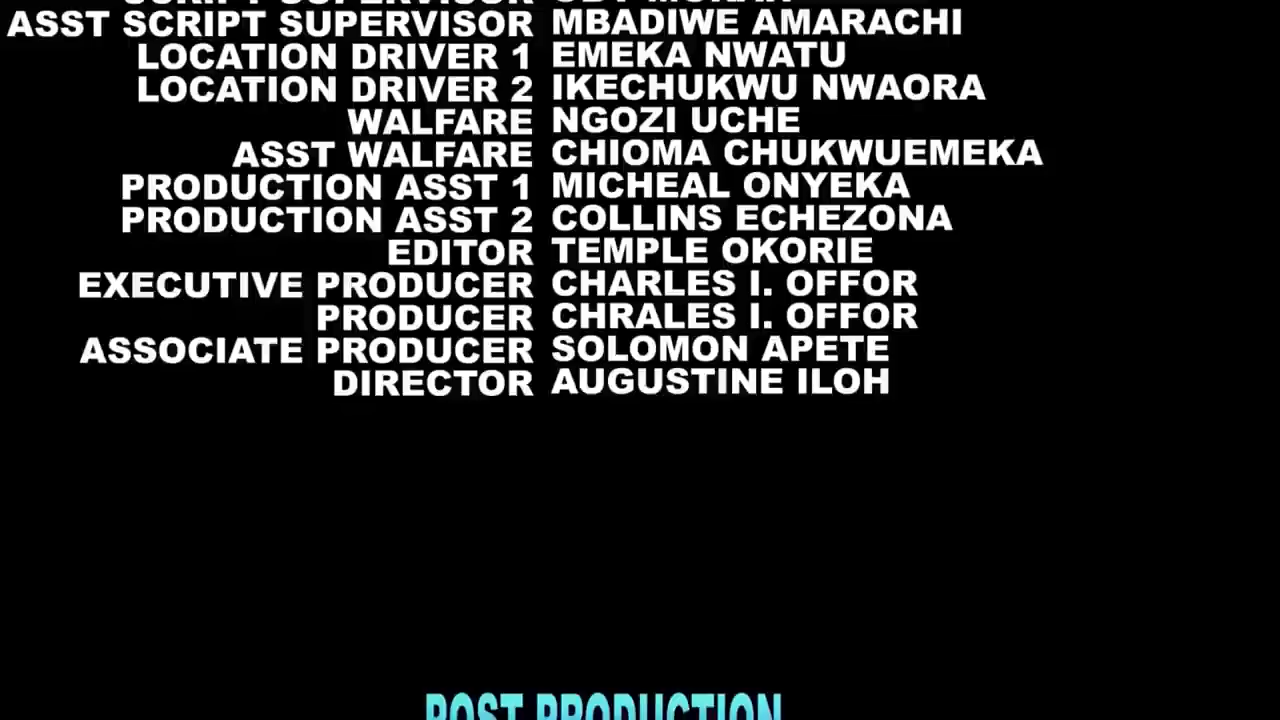 SCRIPT SUPERVISOR
ASST SCRIPT SUPERVISOR MBADIWE AMARACHI
LOCATION DRIVER 1 EMEKA NWATU
LOCATION DRIVER 2 IKECHUKWU NWAORA
WALFARE NGOZI UCHE
ASST WALFARE CHIOMA CHUKWUEMEKA
PRODUCTION ASST 1 MICHEAL ONYEKA
PRODUCTION ASST 2 COLLINS ECHEZONA
EDITOR TEMPLE OKORIE
EXECUTIVE PRODUCER CHARLES I. OFFOR
PRODUCER CHRALES I. OFFOR
ASSOCIATE PRODUCER SOLOMON APETE
DIRECTOR AUGUSTINE ILOH
POST PRODUCTION